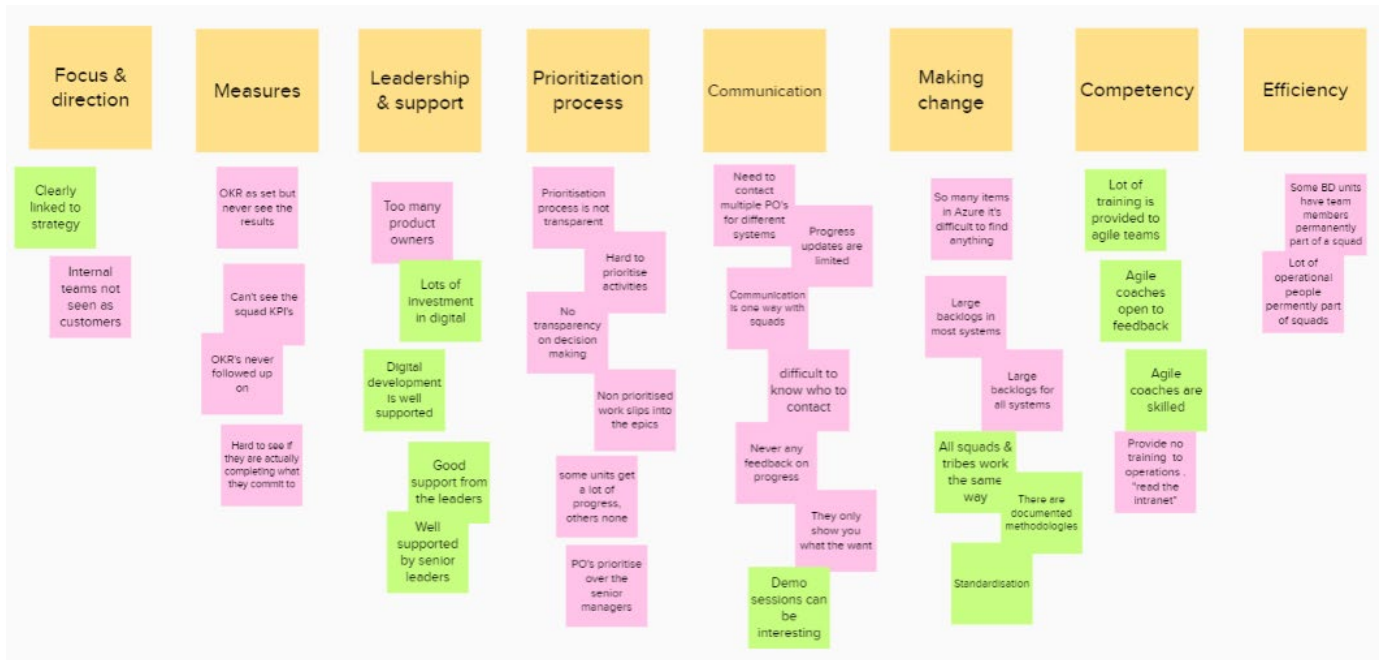 Focus &
direction
Measures
Leadership
& support
Prioritization
process
Communication
Making
change
Competency
Efficiency
Clearly
linked to
strategy
Internal
teams not
seen as
customers
OKR as set but
never see the
results
Can't see the
squad KPI's
OKR's never
followed up
on
Hard to see if
they are actually
completing what
they commit to
Too many
product
owners
Lots of
investment
in digital
Digital
development
is well
supported
Good
support from
the leaders
Well
supported
by senior
leaders
Prioritisation
process is not
transparent
Hard to
prioritise
activities
No
transparency
on decision
making
Non prioritised
work slips into
the epics
some units get
a lot of
progress,
others none
PO's prioritise
over the
senior
managers
Need to
contact
multiple PO's
for different
systems
Progress
updates are
limited
Communication
is one way with
squads
difficult to
know who to
contact
Never any
feedback on
progress
They only
show you
what the want
Demo
sessions can
be
interesting
So many items
in Azure it's
difficult to find
anything
Large
backlogs in
most systems
Large
backlogs for
all systems
All squads &
tribes work
the same
way
There are
documented
methodologies
Standardisation
Lot of
training is
provided to
agile teams
Agile
coaches
open to
feedback
Agile
coaches are
skilled
Provide no
training to
operations .
"read the
intranet"
Some BD units
have team
members
permanently
part of a squad
Lot of
operational
people
permently part
of squads